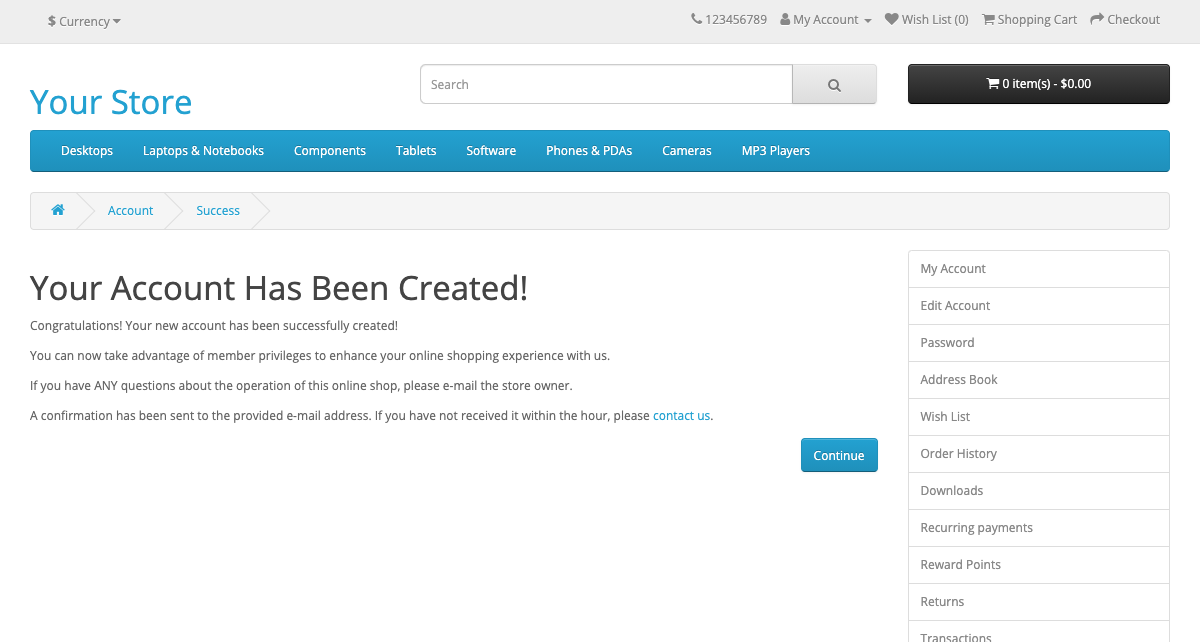 $ Currency
123456789 My Account Wish List (0) Shopping Cart Checkout
Your Store
Search
0 item(s) - $0.00
Desktops Laptops & Notebooks Components Tablets Software Phones & PDAs Cameras MP3 Players
Account Success
Your Account Has Been Created!
Congratulations! Your new account has been successfully created!
You can now take advantage of member privileges to enhance your online shopping experience with us.
If you have ANY questions about the operation of this online shop, please e-mail the store owner.
A confirmation has been sent to the provided e-mail address. If you have not received it within the hour, please contact us.
Continue
My Account
Edit Account
Password
Address Book
Wish List
Order History
Downloads
Recurring payments
Reward Points
Returns
Transactions